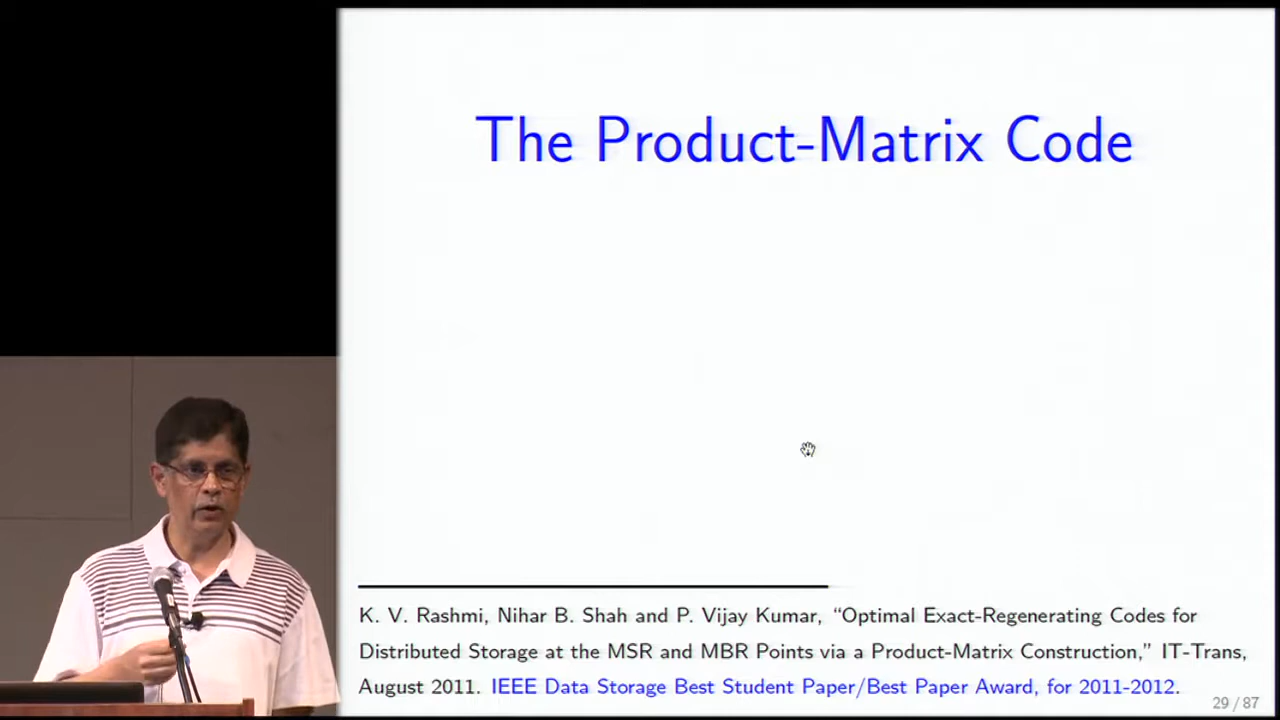 The Product-Matrix Code
K. V. Rashmi, Nihar B. Shah and P. Vijay Kumar, “Optimal Exact-Regenerating Codes for
Distributed Storage at the MSR and MBR Points via a Product-Matrix Construction,” IT-Trans,
August 2011. IEEE Data Storage Best Student Paper/Best Paper Award, for 2011-2012.
29 / 87